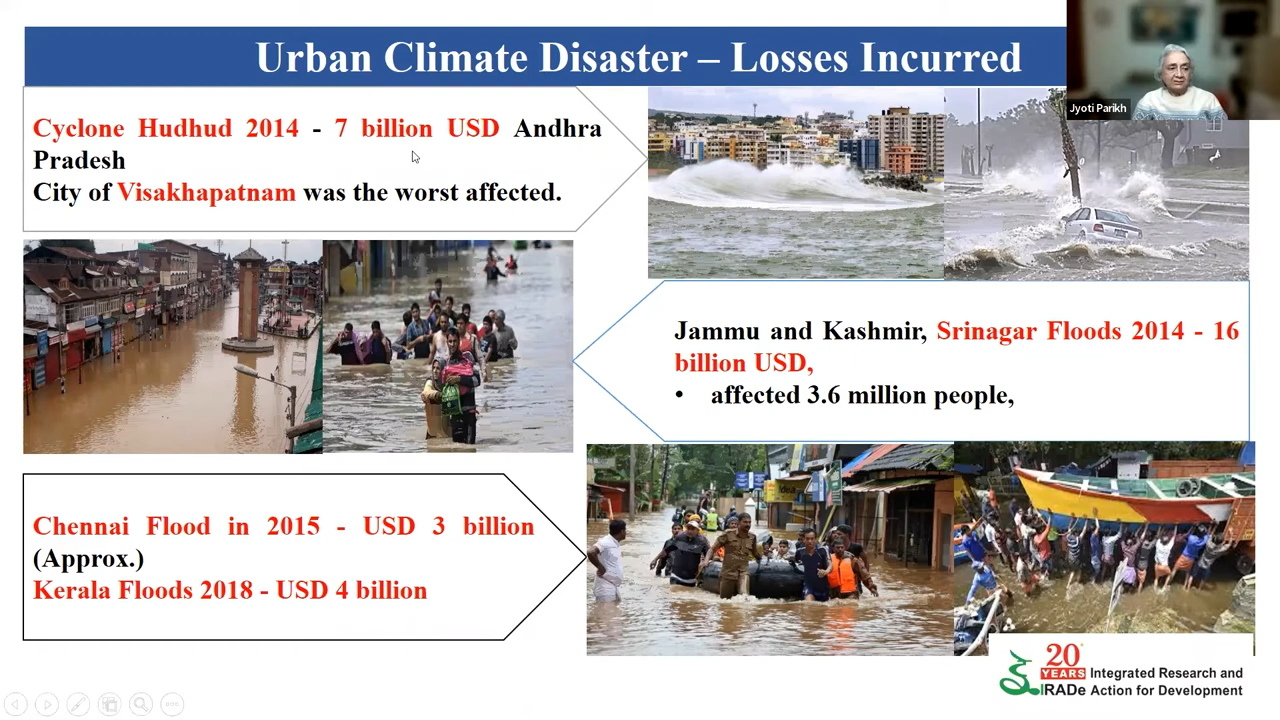 Urban Climate Disaster – Losses Incurred
Jyoti Parikh
Cyclone Hudhud 2014 - 7 billion USD Andhra
Pradesh
City of Visakhapatnam was the worst affected.
Jammu and Kashmir, Srinagar Floods 2014 - 16
billion USD,
• affected 3.6 million people,
Chennai Flood in 2015 - USD 3 billion
(Approx.)
Kerala Floods 2018 - USD 4 billion
idea
20
YEARS
IRADe
Integrated Research and
Action for Development